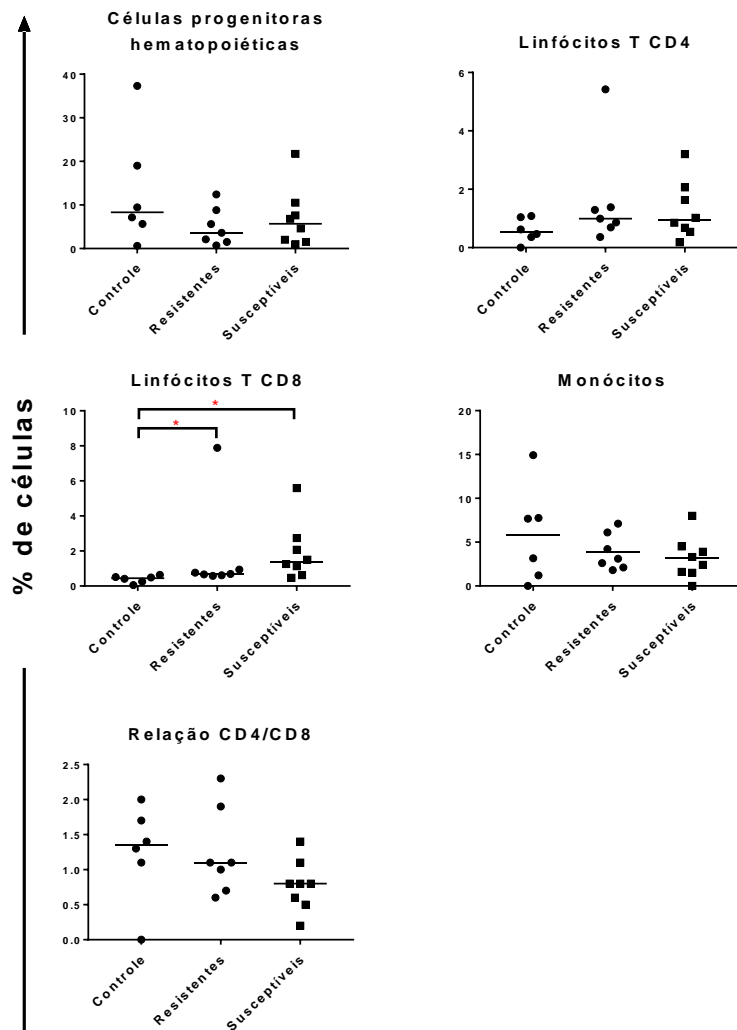 Células progenitoras
hematopoiéticas
40
30
20
10
0
Controle
Resistentes
Susceptíveis
Linfócitos T CD4
6
4
2
0
Controle
Resistentes
Susceptíveis
% de células
Linfócitos T CD8
10
8
6
4
2
0
*
*
Controle
Resistentes
Susceptíveis
Monócitos
20
15
10
5
0
Controle
Resistentes
Susceptíveis
Relação CD4/CD8
2.5
2.0
1.5
1.0
0.5
0.0
Controle
Resistentes
Susceptíveis